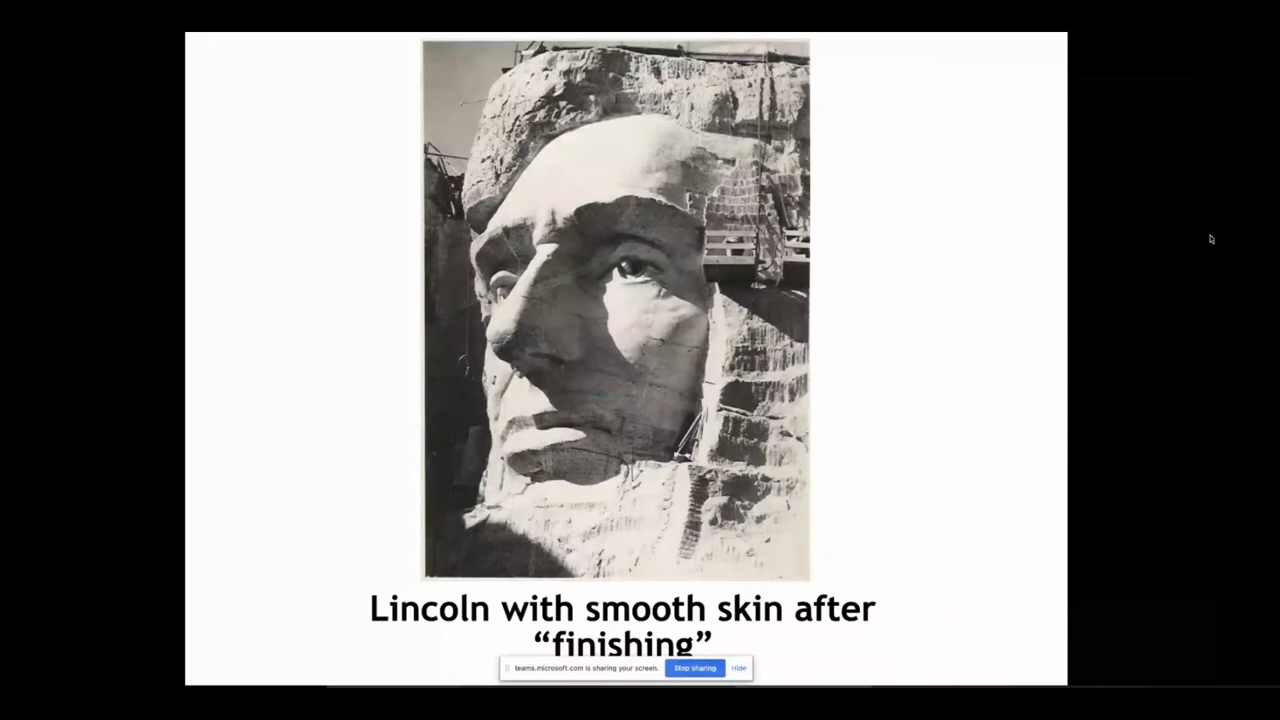 Lincoln with smooth skin after
“finishing”
teams.microsoft.com is sharing your screen. Stop sharing Hide